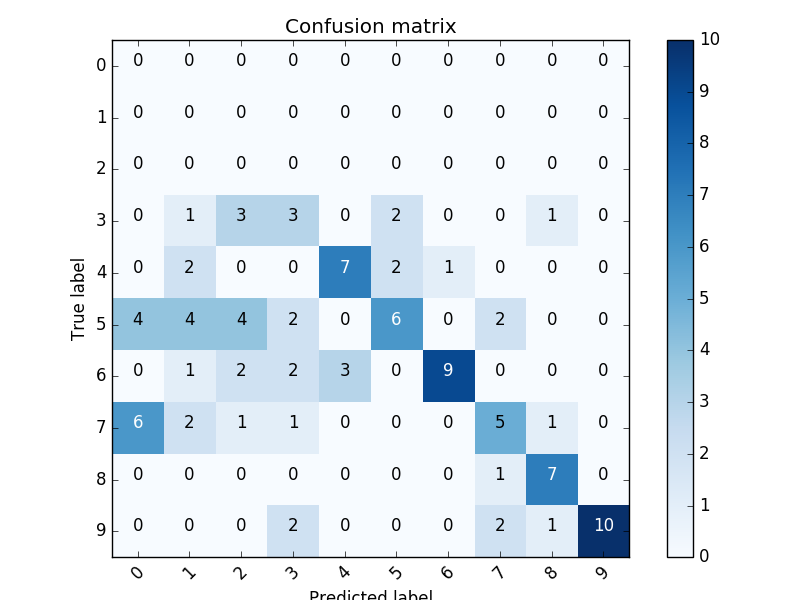 Confusion matrix
10
0 0 0 0 0 0 0 0 0 0 0
9
1 0 0 0 0 0 0 0 0 0 0
8
2 0 0 0 0 0 0 0 0 0 0
7
3 0 1 3 3 0 2 0 0 1 0
6
4 0 2 0 0 7 2 1 0 0 0
True label
5
5 4 4 4 2 0 6 0 2 0 0
4
6 0 1 2 2 3 0 9 0 0 0
3
7 6 2 1 1 0 0 0 5 1 0
2
8 0 0 0 0 0 0 0 1 7 0
1
9 0 0 0 2 0 0 0 2 1 10
0
0 1 2 3 4 5 6 7 8 9
Predicted label